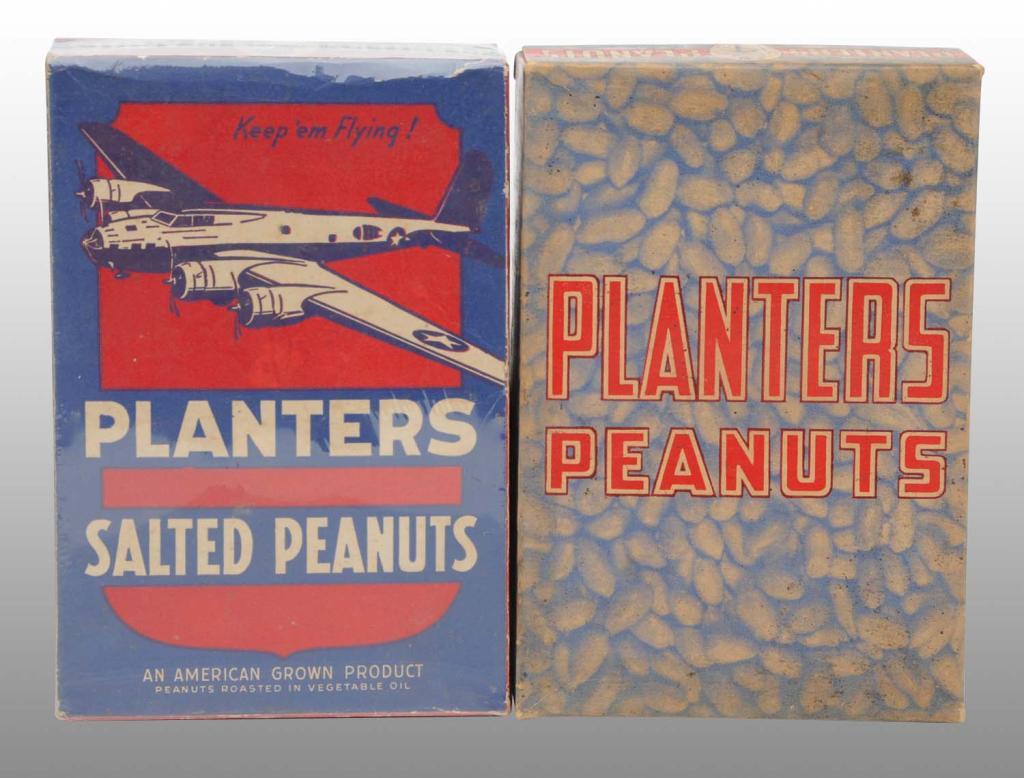 Keep 'em Flying!
PLANTERS
SALTED PEANUTS
AN AMERICAN GROWN PRODUCT
PEANUTS ROASTED IN VEGETABLE OIL
PLANTERS
PEANUTS